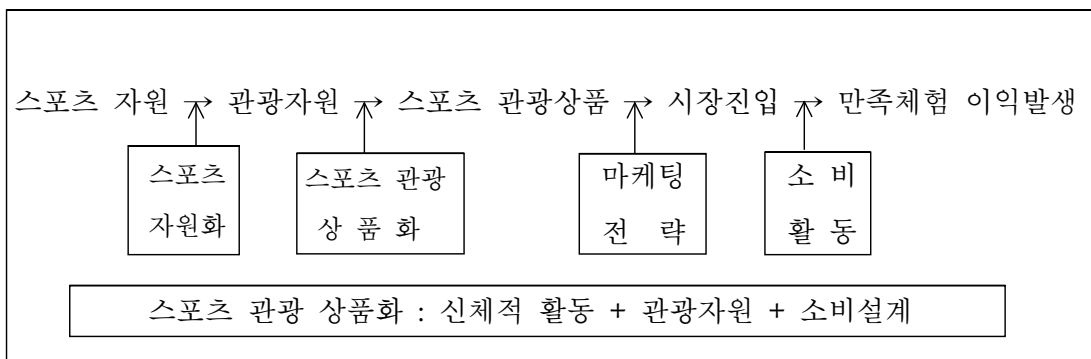 스포츠 자원 → 관광자원 → 스포츠 관광상품 → 시장진입 → 만족체험 이익발생
스포츠 스포츠 관광 마케팅 소 비
자원화 상 품 화 전 략 활 동
스포츠 관광 상품화 : 신체적 활동 + 관광자원 + 소비설계